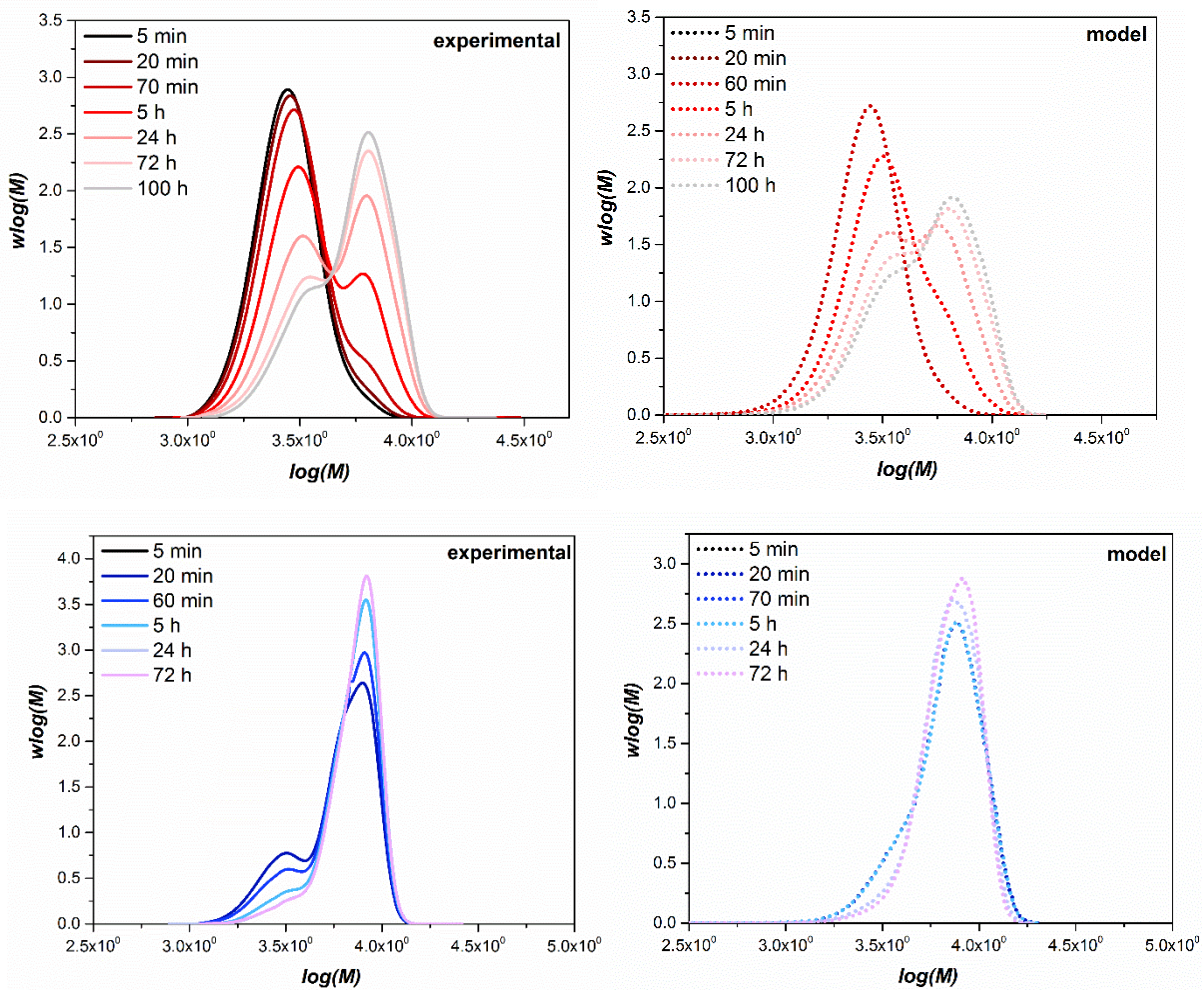 experimental
5 min
20 min
70 min
5 h
24 h
72 h
100 h
3.5
3.0
2.5
2.0
1.5
1.0
0.5
0.0
wlog(M)
2.5x10⁰ 3.0x10⁰ 3.5x10⁰ 4.0x10⁰ 4.5x10⁰
log(M)
model
5 min
20 min
60 min
5 h
24 h
72 h
100 h
3.5
3.0
2.5
2.0
1.5
1.0
0.5
0.0
wlog(M)
2.5x10⁰ 3.0x10⁰ 3.5x10⁰ 4.0x10⁰ 4.5x10⁰
log(M)
experimental
5 min
20 min
60 min
5 h
24 h
72 h
4.0
3.5
3.0
2.5
2.0
1.5
1.0
0.5
0.0
wlog(M)
2.5x10⁰ 3.0x10⁰ 3.5x10⁰ 4.0x10⁰ 4.5x10⁰ 5.0x10⁰
log(M)
model
5 min
20 min
70 min
5 h
24 h
72 h
3.0
2.5
2.0
1.5
1.0
0.5
0.0
wlog(M)
2.5x10⁰ 3.0x10⁰ 3.5x10⁰ 4.0x10⁰ 4.5x10⁰ 5.0x10⁰
log(M)